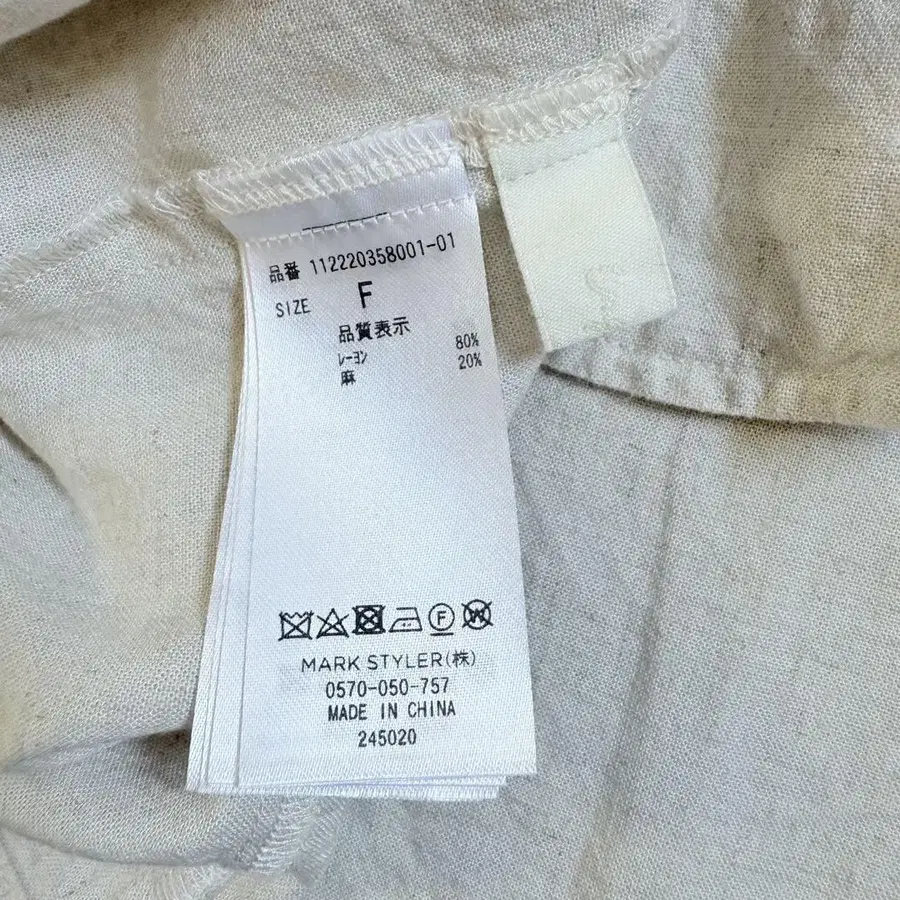 品番 112220358001-01
SIZE F
品質表示
レーヨン 80%
麻 20%
F W
MARK STYLER(株)
0570-050-757
MADE IN CHINA
245020